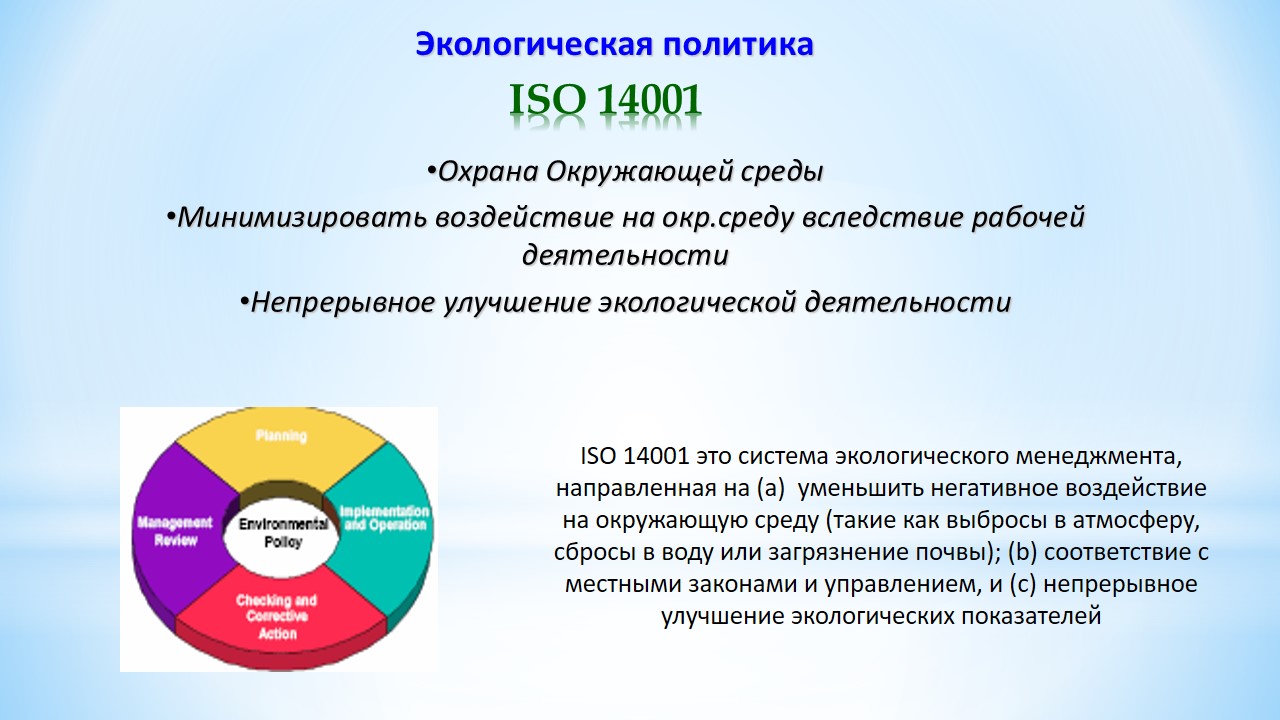 Экологическая политика
ISO 14001
•Охрана Окружающей среды
•Минимизировать воздействие на окр.среду вследствие рабочей
деятельности
•Непрерывное улучшение экологической деятельности
Planning
Management
Review
Environmental
Policy
Implementation
and Operation
Checking and
Corrective
Action
ISO 14001 это система экологического менеджмента,
направленная на (a)  уменьшить негативное воздействие
на окружающую среду (такие как выбросы в атмосферу,
сбросы в воду или загрязнение почвы); (b) соответствие с
местными законами и управлением, и (c) непрерывное
улучшение экологических показателей